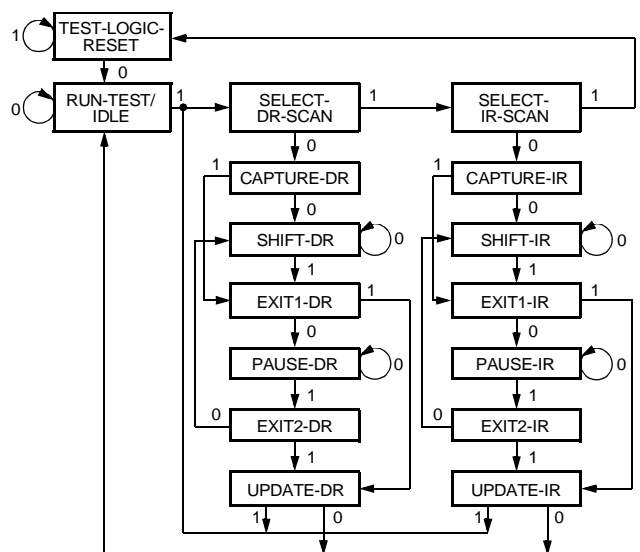 TEST-LOGIC-
RESET
1
0
RUN-TEST/
IDLE
0
1
SELECT-
DR-SCAN
1
SELECT-
IR-SCAN
1
0
0
1
CAPTURE-DR
1
CAPTURE-IR
0
0
SHIFT-DR
0
SHIFT-IR
0
1
1
EXIT1-DR
1
EXIT1-IR
1
0
0
PAUSE-DR
0
PAUSE-IR
0
1
1
0
EXIT2-DR
0
EXIT2-IR
1
1
UPDATE-DR
UPDATE-IR
1
0
1
0